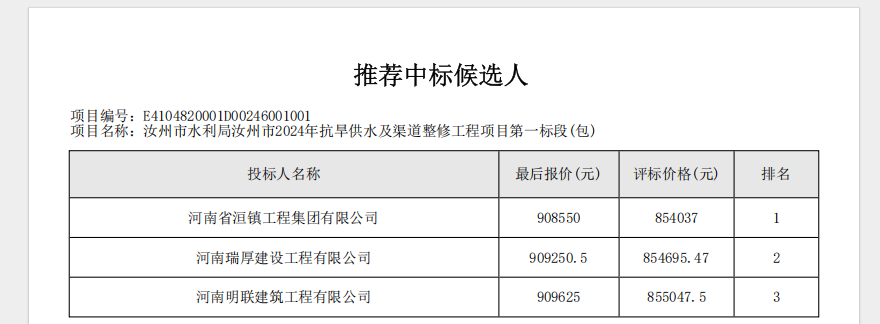 推荐中标候选人
项目编号：E4104820001D00246001001
项目名称：汝州市水利局汝州市2024年抗旱供水及渠道整修工程项目第一标段(包)
投标人名称 最后报价(元) 评标价格(元) 排名
河南省洹镇工程集团有限公司 908550 854037 1
河南瑞厚建设工程有限公司 909250.5 854695.47 2
河南明联建筑工程有限公司 909625 855047.5 3